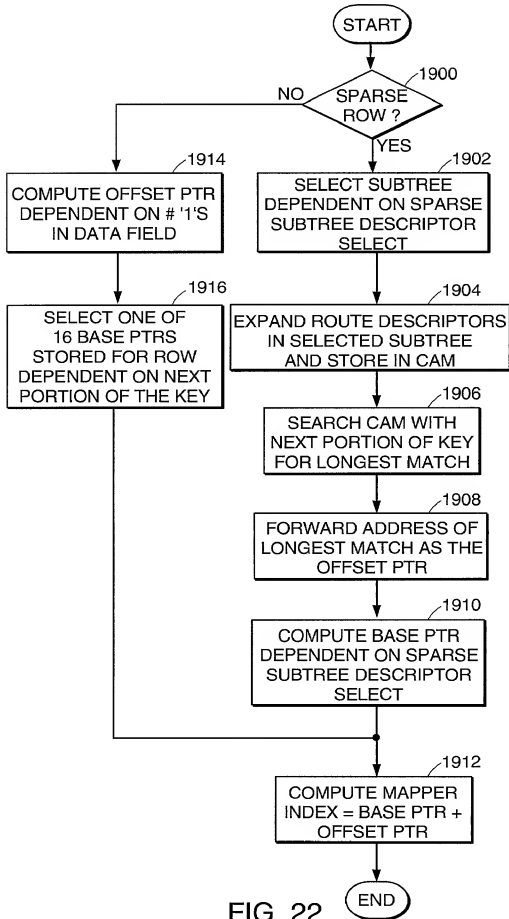 START
1900
SPARSE
ROW ?
NO
YES
1914
COMPUTE OFFSET PTR
DEPENDENT ON # '1'S
IN DATA FIELD
1902
SELECT SUBTREE
DEPENDENT ON SPARSE
SUBTREE DESCRIPTOR
SELECT
1916
SELECT ONE OF
16 BASE PTRS
STORED FOR ROW
DEPENDENT ON NEXT
PORTION OF THE KEY
1904
EXPAND ROUTE DESCRIPTORS
IN SELECTED SUBTREE
AND STORE IN CAM
1906
SEARCH CAM WITH
NEXT PORTION OF KEY
FOR LONGEST MATCH
1908
FORWARD ADDRESS OF
LONGEST MATCH AS THE
OFFSET PTR
1910
COMPUTE BASE PTR
DEPENDENT ON SPARSE
SUBTREE DESCRIPTOR
SELECT
1912
COMPUTE MAPPER
INDEX = BASE PTR +
OFFSET PTR
END
FIG. 22